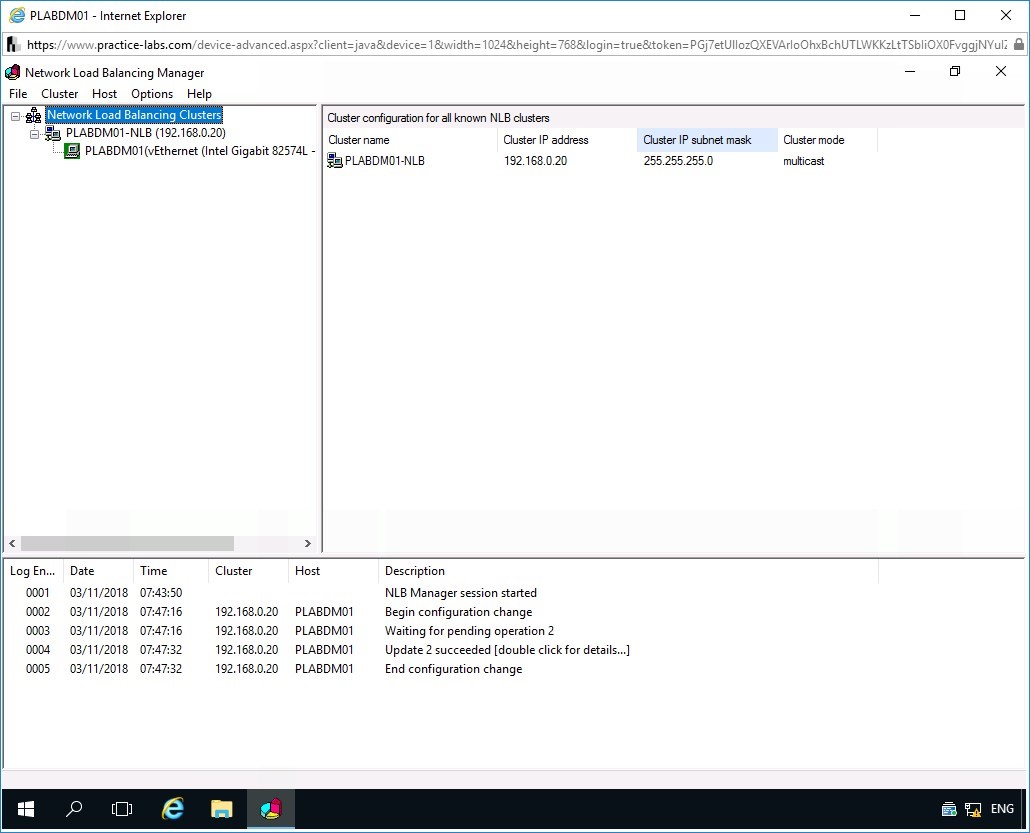 PLABDM01 - Internet Explorer
https://www.practice-labs.com/device-advanced.aspx?client=java&device=1&width=1024&height=768&login=true&token=
Network Load Balancing Manager
File Cluster Host Options Help
Network Load Balancing Clusters
PLABDM01-NLB (192.168.0.20)
PLABDM01(vEthernet (Intel Gigabit 82574L -
Cluster configuration for all known NLB clusters
Cluster name Cluster IP address Cluster IP subnet mask Cluster mode
PLABDM01-NLB 192.168.0.20 255.255.255.0 multicast
Log En... Date Time Cluster Host Description
0001 03/11/2018 07:43:50 NLB Manager session started
0002 03/11/2018 07:47:16 192.168.0.20 PLABDM01 Begin configuration change
0003 03/11/2018 07:47:16 192.168.0.20 PLABDM01 Waiting for pending operation 2
0004 03/11/2018 07:47:32 192.168.0.20 PLABDM01 Update 2 succeeded [double click for details...]
0005 03/11/2018 07:47:32 192.168.0.20 PLABDM01 End configuration change
ENG